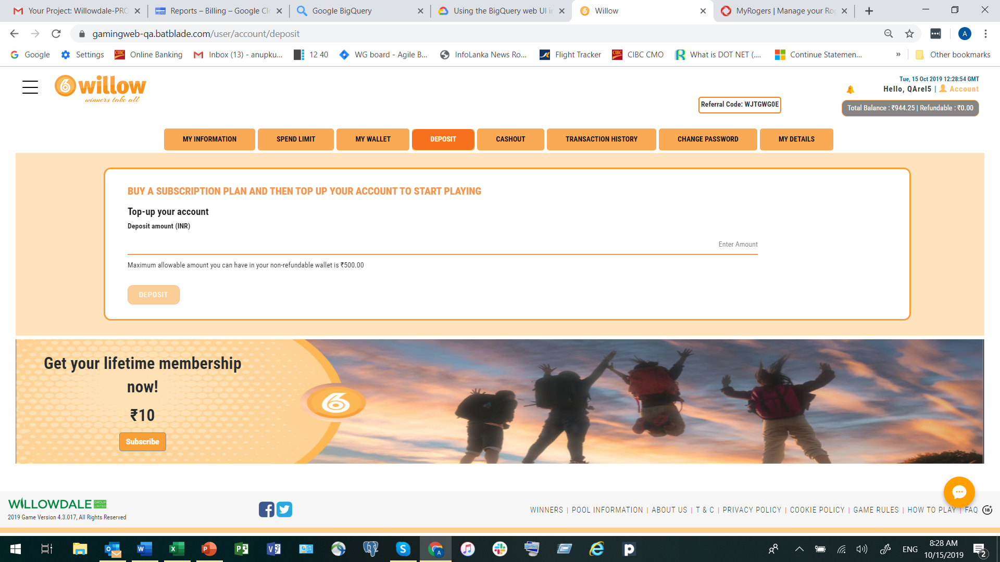 Your Project: Willowdale-PRO
Reports – Billing – Google Cl
Google BigQuery
Using the BigQuery web UI in
Willow
MyRogers | Manage your Rog
gamingweb-qa.batblade.com/user/account/deposit
A
Google
Settings
CIBC
Online Banking
Inbox (13) - anupku...
12 40
WG board - Agile B...
InfoLanka News Ro...
Flight Tracker
CIBC CMO
What is DOT NET (....
Continue Statemen...
»
Other bookmarks
6 willow
winners take all
Tue, 15 Oct 2019 12:28:54 GMT
Hello, QArel5 | Account
Referral Code: WJTGWG0E
Total Balance : ₹944.25 | Refundable : ₹0.00
MY INFORMATION
SPEND LIMIT
MY WALLET
DEPOSIT
CASHOUT
TRANSACTION HISTORY
CHANGE PASSWORD
MY DETAILS
BUY A SUBSCRIPTION PLAN AND THEN TOP UP YOUR ACCOUNT TO START PLAYING
Top-up your account
Deposit amount (INR)
Enter Amount
Maximum allowable amount you can have in your non-refundable wallet is ₹500.00
DEPOSIT
Get your lifetime membership
now!
₹10
Subscribe
6
WILLOWDALE GROUP LIMITED
2019 Game Version 4.3.017, All Rights Reserved
WINNERS | POOL INFORMATION | ABOUT US | T & C | PRIVACY POLICY | COOKIE POLICY | GAME RULES | HOW TO PLAY | FAQ 18+
ENG
8:28 AM
10/15/2019
2